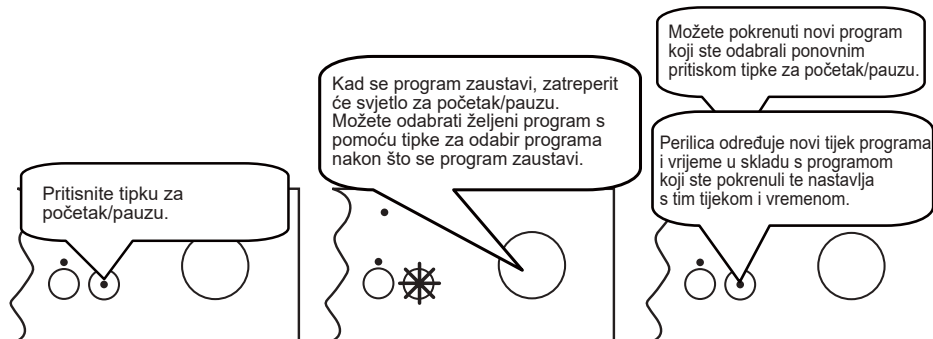 Pritisnite tipku za
početak/pauzu.
Kad se program zaustavi, zatreperit
će svjetlo za početak/pauzu.
Možete odabrati željeni program s
pomoću tipke za odabir programa
nakon što se program zaustavi.
Možete pokrenuti novi program
koji ste odabrali ponovnim
pritiskom tipke za početak/pauzu.
Perilica određuje novi tijek programa
i vrijeme u skladu s programom
koji ste pokrenuli te nastavlja
s tim tijekom i vremenom.